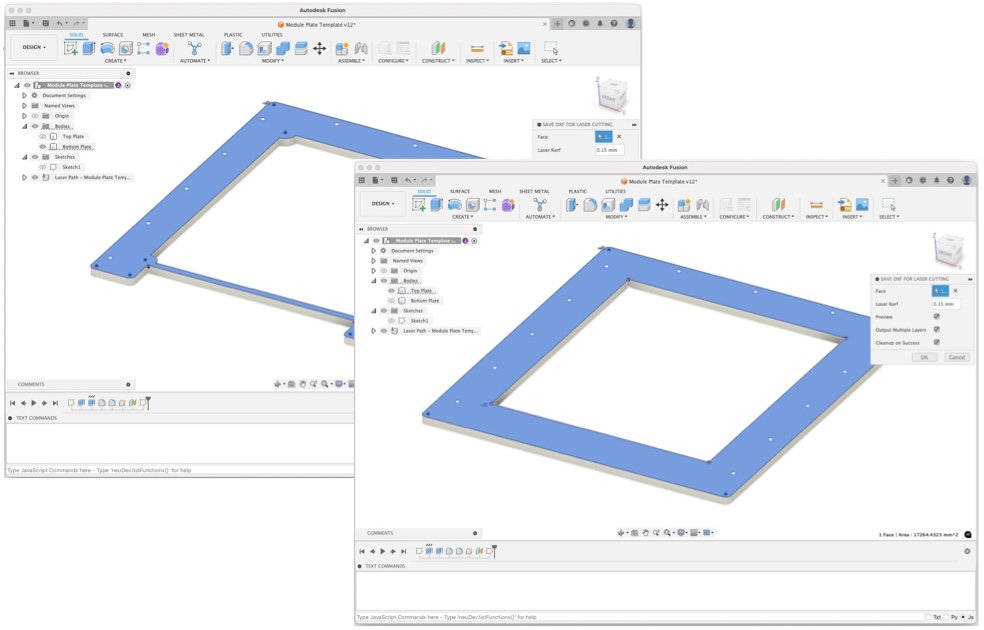 Autodesk Fusion
Module Plate Template v12*
DESIGN
SOLID SURFACE MESH SHEET METAL PLASTIC UTILITIES
CREATE AUTOMATE MODIFY ASSEMBLE CONFIGURE CONSTRUCT INSPECT INSERT SELECT
BROWSER
Module Plate Template ...
Document Settings
Named Views
Origin
Bodies
Top Plate
Bottom Plate
Sketches
Sketch1
Laser Path - Module Plate Temp...
Z
FRONT
X
SAVE DXF FOR LASER CUTTING
Face
1...
Laser Kerf
0.15 mm
COMMENTS
TEXT COMMANDS
Type JavaScript Commands here - Type 'neuDev.listFunctions()' for help
Autodesk Fusion
Module Plate Template v12*
DESIGN
SOLID SURFACE MESH SHEET METAL PLASTIC UTILITIES
CREATE AUTOMATE MODIFY ASSEMBLE CONFIGURE CONSTRUCT INSPECT INSERT SELECT
BROWSER
Module Plate Template ...
Document Settings
Named Views
Origin
Bodies
Top Plate
Bottom Plate
Sketches
Sketch1
Laser Path - Module Plate Temp...
Z
FRONT
X
SAVE DXF FOR LASER CUTTING
Face
1...
Laser Kerf
0.15 mm
Preview
Output Multiple Layers
Cleanup on Success
OK Cancel
COMMENTS
1 Face | Area : 17284.4523 mm^2
TEXT COMMANDS
Type JavaScript Commands here - Type 'neuDev.listFunctions()' for help
Txt Py Js